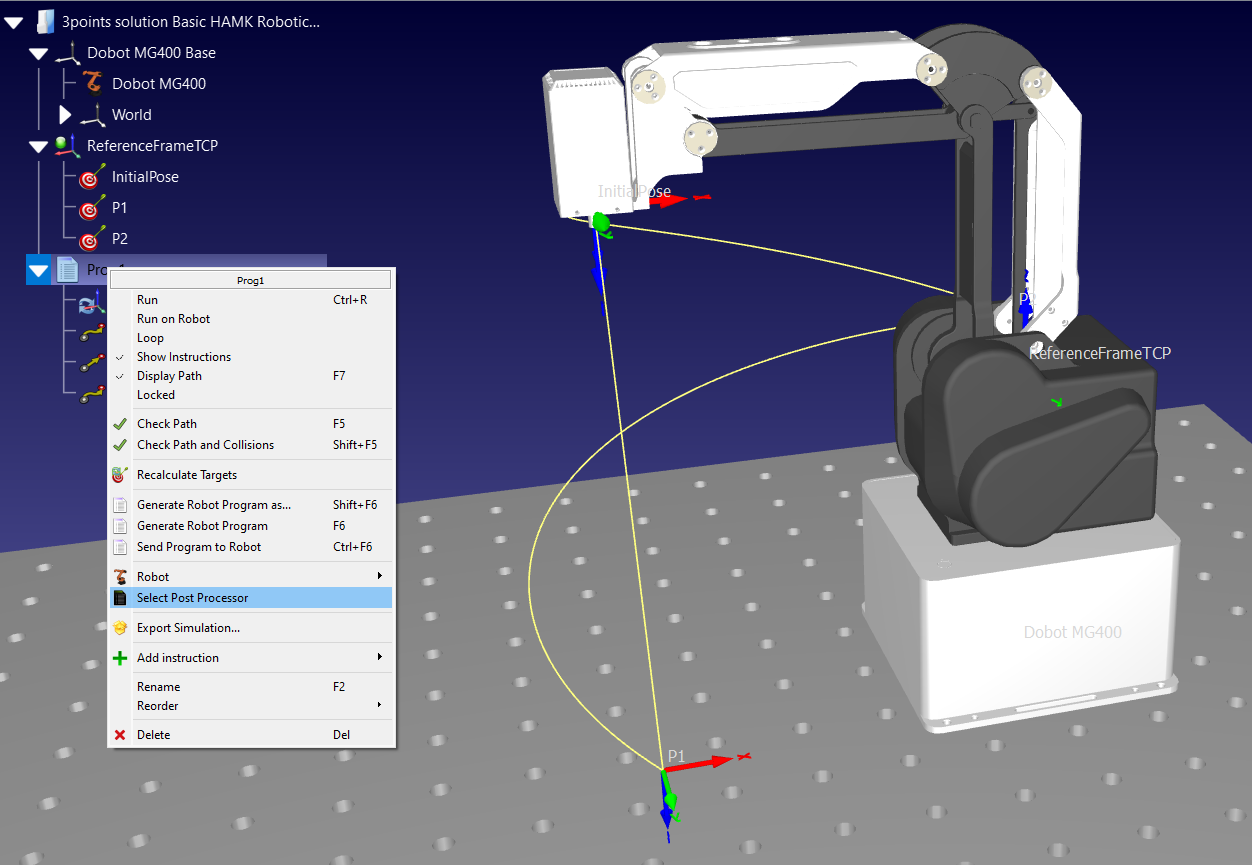 3points solution Basic HAMK Robotic...
Dobot MG400 Base
Dobot MG400
World
ReferenceFrameTCP
InitialPose
P1
P2
Prog1
Run Ctrl+R
Run on Robot
Loop
Show Instructions
Display Path F7
Locked
Check Path F5
Check Path and Collisions Shift+F5
Recalculate Targets
Generate Robot Program as... Shift+F6
Generate Robot Program F6
Send Program to Robot Ctrl+F6
Robot
Select Post Processor
Export Simulation...
Add instruction
Rename F2
Reorder
Delete Del
InitialPose
ReferenceFrameTCP
Dobot MG400
P1